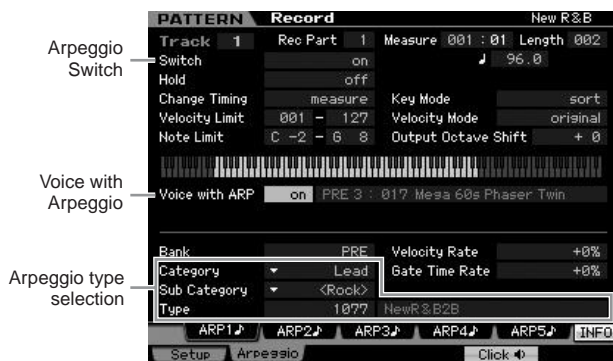 PATTERN Record New R&B
Track 1 Rec Part 1 Measure 001 : 01 Length 002
Arpeggio Switch
Switch on ♩ 96.0
Hold off
Change Timing measure Key Mode sort
Velocity Limit 001 - 127 Velocity Mode original
Note Limit C -2 - G 8 Output Octave Shift + 0
Voice with Arpeggio
Voice with ARP on PRE 3 : 017 Mega 60s Phaser Twin
Bank PRE Velocity Rate +0%
Arpeggio type selection
Category Lead Gate Time Rate +0%
Sub Category <Rock>
Type 1077 NewR&B2B
ARP1♪ ARP2♪ ARP3♪ ARP4♪ ARP5♪ INFO
Setup Arpeggio Click